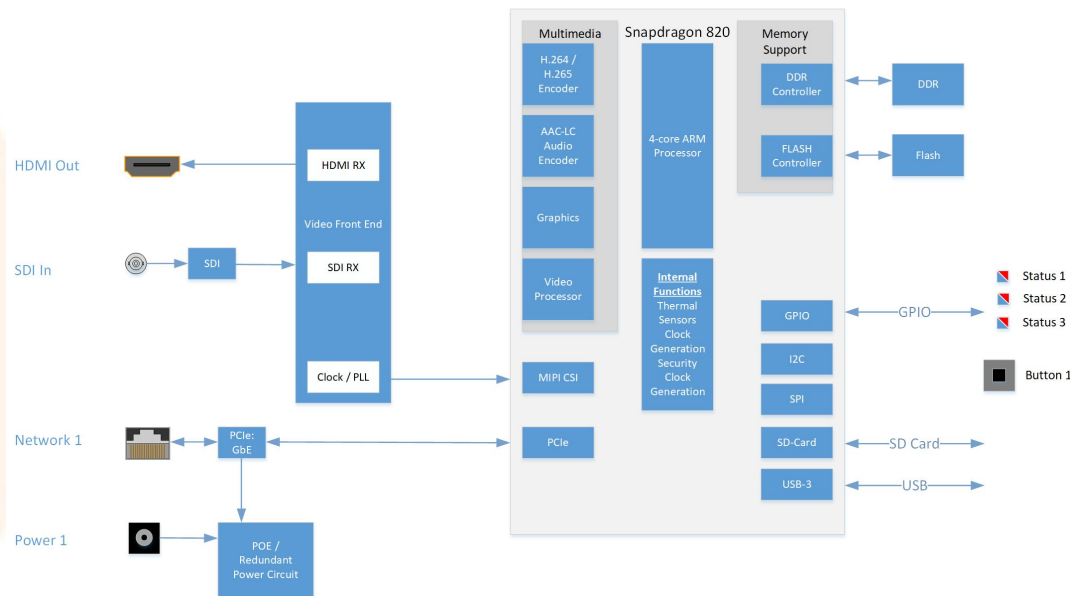 Snapdragon 820
Multimedia
H.264 /
H.265
Encoder
AAC-LC
Audio
Encoder
Graphics
Video
Processor
4-core ARM
Processor
Internal
Functions
Thermal
Sensors
Clock
Generation
Security
Clock
Generation
Memory
Support
DDR
Controller
FLASH
Controller
DDR
Flash
HDMI Out
HDMI RX
Video Front End
SDI In
SDI
SDI RX
Clock / PLL
MIPI CSI
Network 1
PCIe:
GbE
PCIe
Power 1
POE /
Redundant
Power Circuit
GPIO
I2C
SPI
SD-Card
USB-3
GPIO
SD Card
USB
Status 1
Status 2
Status 3
Button 1